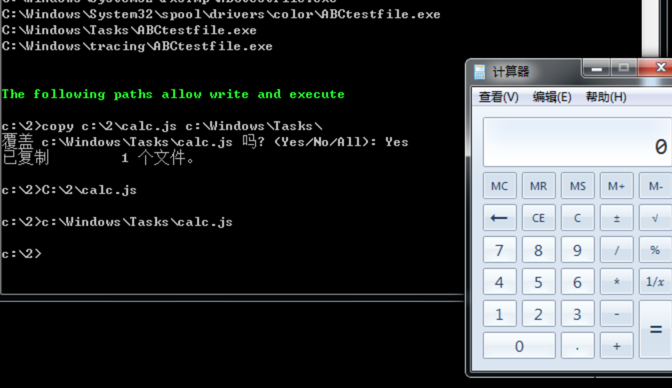 C:\Windows\System32\spool\drivers\color\ABCtestfile.exe
C:\Windows\Tasks\ABCtestfile.exe
C:\Windows\tracing\ABCtestfile.exe
The following paths allow write and execute
c:\2>copy c:\2\calc.js c:\Windows\Tasks\
覆盖 c:\Windows\Tasks\calc.js 吗? (Yes/No/All): Yes
已复制         1 个文件。
c:\2>C:\2\calc.js
c:\2>c:\Windows\Tasks\calc.js
c:\2>
计算器
查看(V) 编辑(E) 帮助(H)
0
MC MR MS M+ M-
← CE C ± √
7 8 9 / %
4 5 6 * 1/x
1 2 3 - =
0 . +